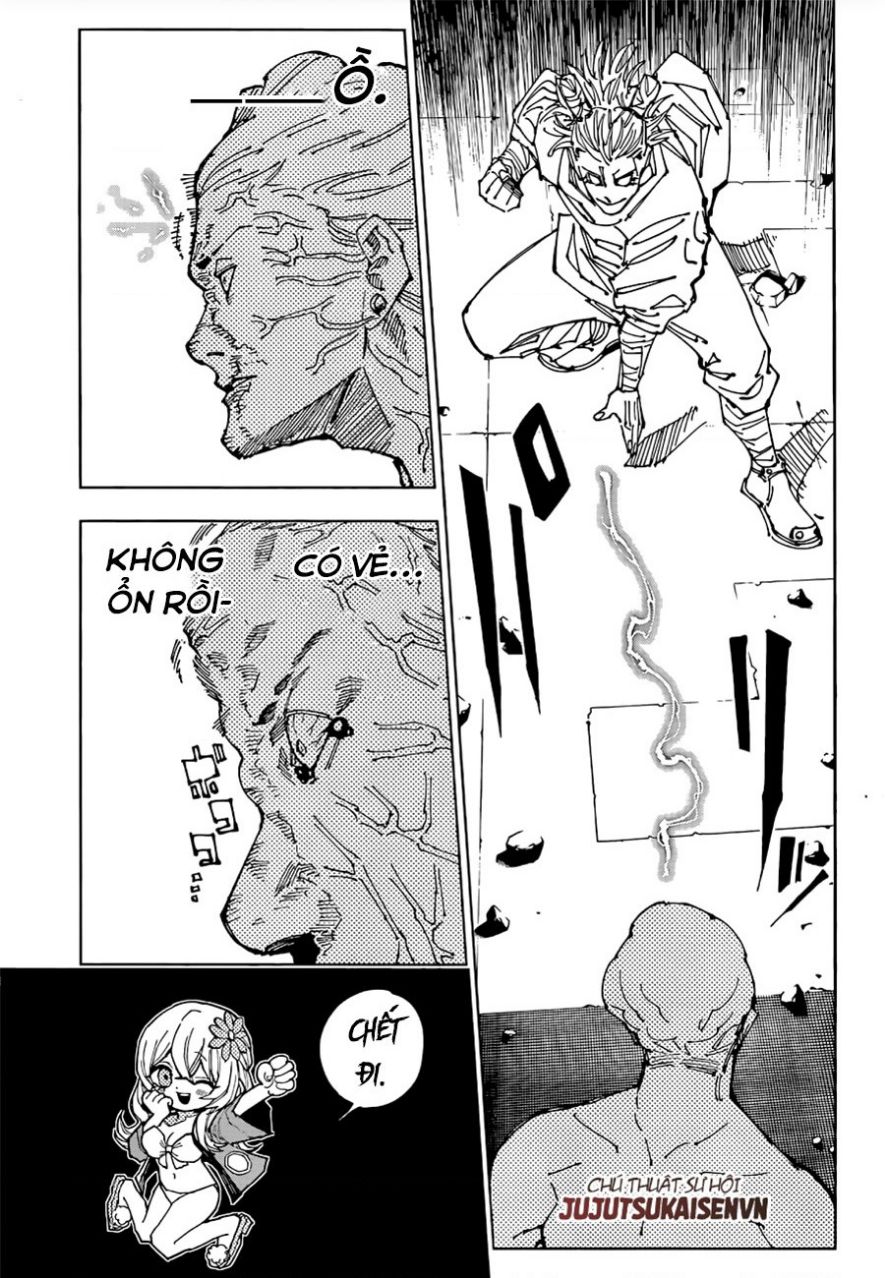 Ồ.
CÓ VẺ...
KHÔNG
ỔN RỒI-
CHẾT
ĐI.
CHÚ THUẬT SƯ HỘI
JUJUTSUKAISENVN